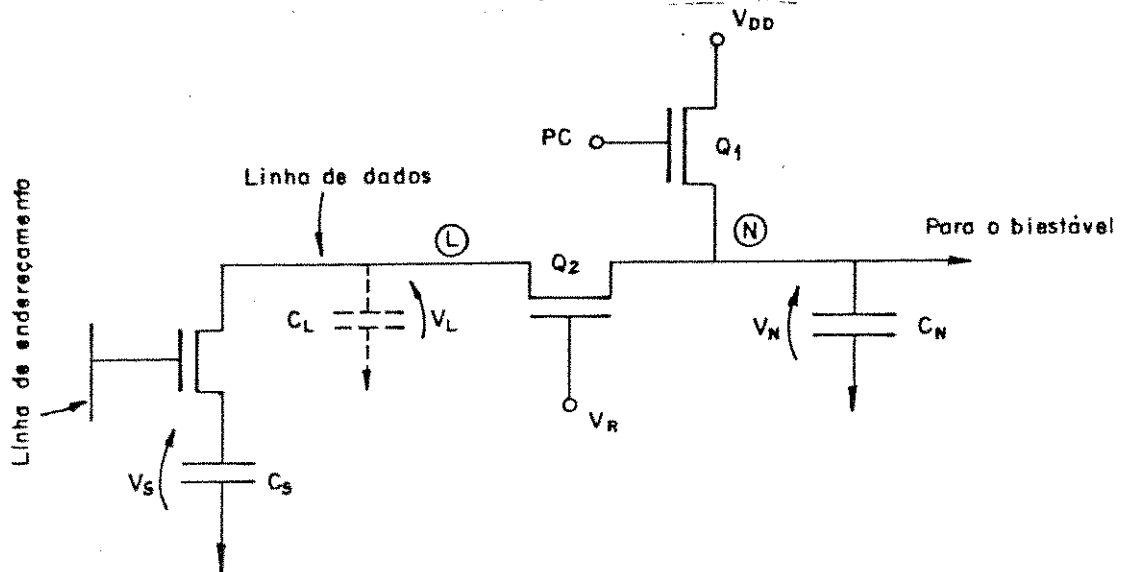 VDD
PC
Q1
Linha de dados
L
Q2
N
Para o biestável
CL
VL
VN
CN
VR
Linha de endereçamento
VS
CS